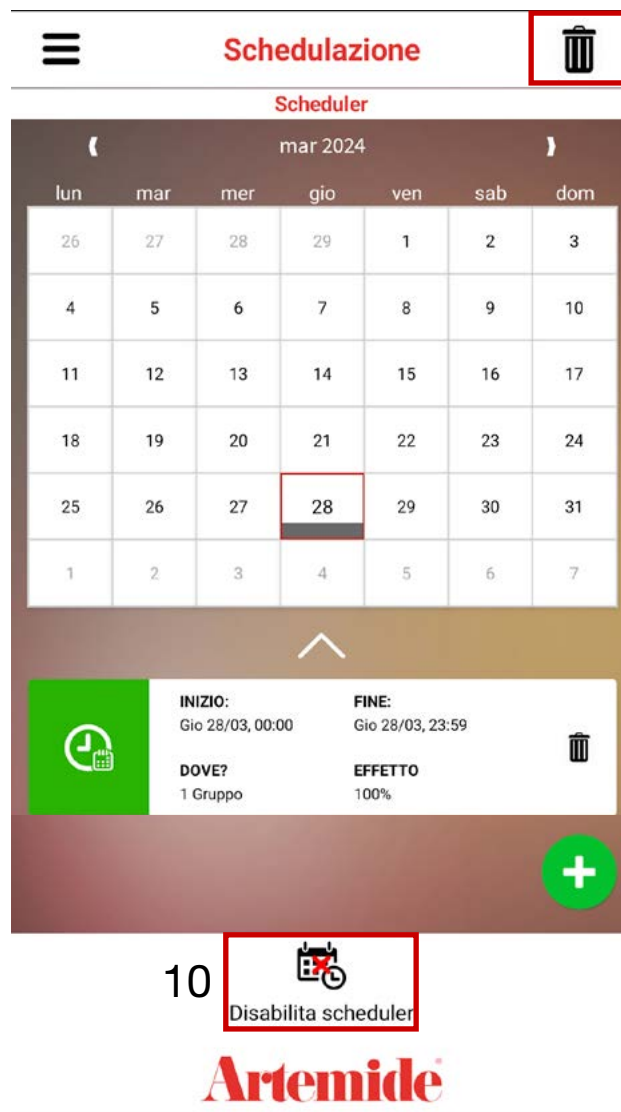 Schedulazione
Scheduler
mar 2024
lun mar mer gio ven sab dom
26 27 28 29 1 2 3
4 5 6 7 8 9 10
11 12 13 14 15 16 17
18 19 20 21 22 23 24
25 26 27 28 29 30 31
1 2 3 4 5 6 7
INIZIO: FINE:
Gio 28/03, 00:00 Gio 28/03, 23:59
DOVE? EFFETTO
1 Gruppo 100%
10
Disabilita scheduler
Artemide